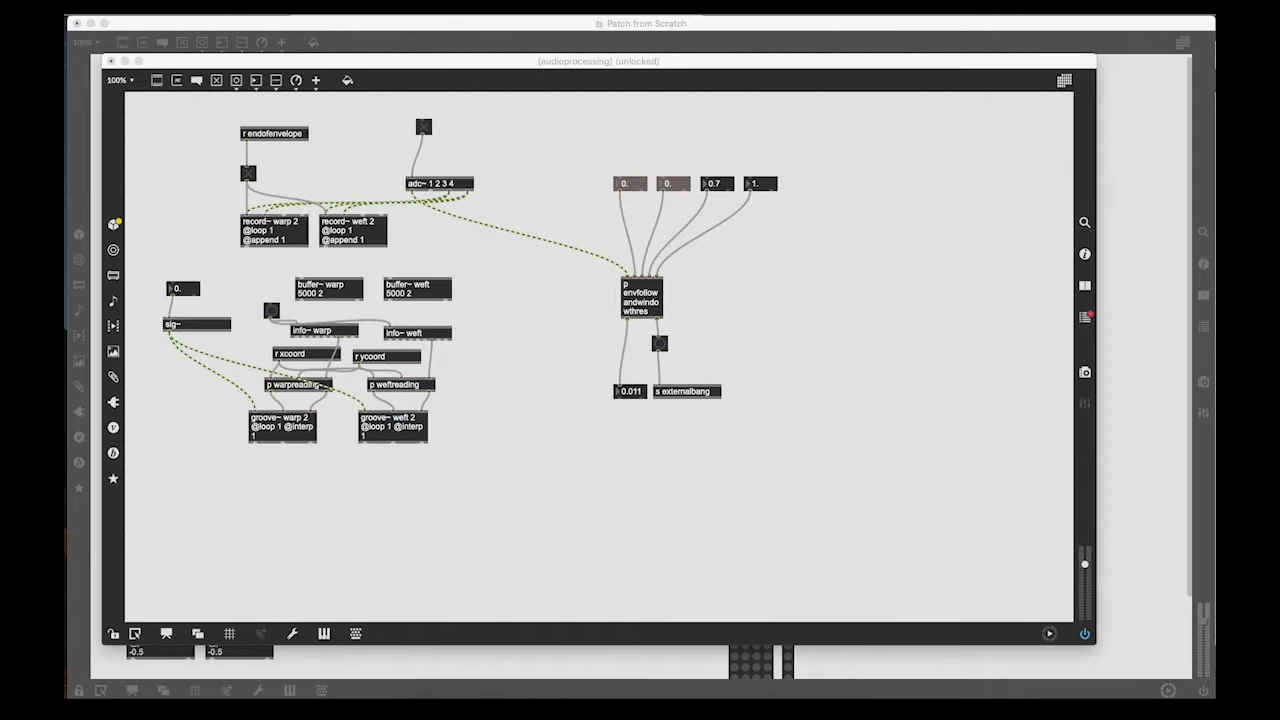 Patch from Scratch
100%
[audioprocessing] (unlocked)
100%
r endofenvelope
adc~ 1 2 3 4
0.
0.
0.7
1.
record~ warp 2
@loop 1
@append 1
record~ weft 2
@loop 1
@append 1
0.
buffer~ warp
5000 2
buffer~ weft
5000 2
p
envfollow
andwindo
wthres
sig~
info~ warp
info~ weft
r xcoord
r ycoord
p warpreading
p weftreading
0.011
s externalbang
groove~ warp 2
@loop 1 @interp
1
groove~ weft 2
@loop 1 @interp
1
-0.5
-0.5